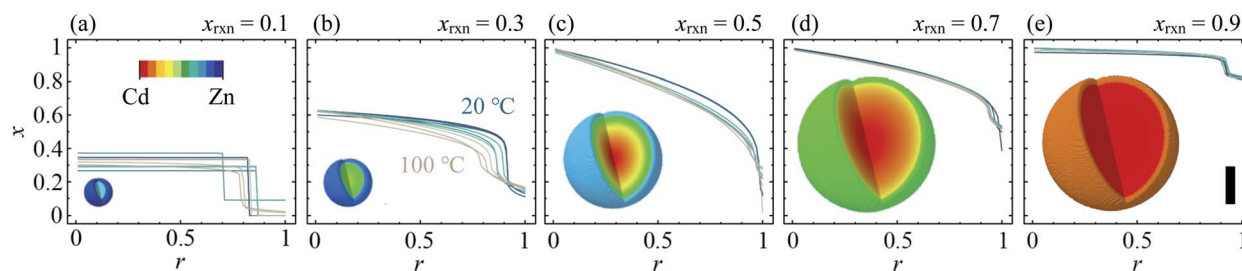 (a) x_rxn = 0.1
(b) x_rxn = 0.3
(c) x_rxn = 0.5
(d) x_rxn = 0.7
(e) x_rxn = 0.9
1
0.8
0.6
0.4
0.2
0
x
Cd Zn
20 °C
100 °C
0 0.5 1
0 0.5 1
0 0.5 1
0 0.5 1
0 0.5 1
r
r
r
r
r